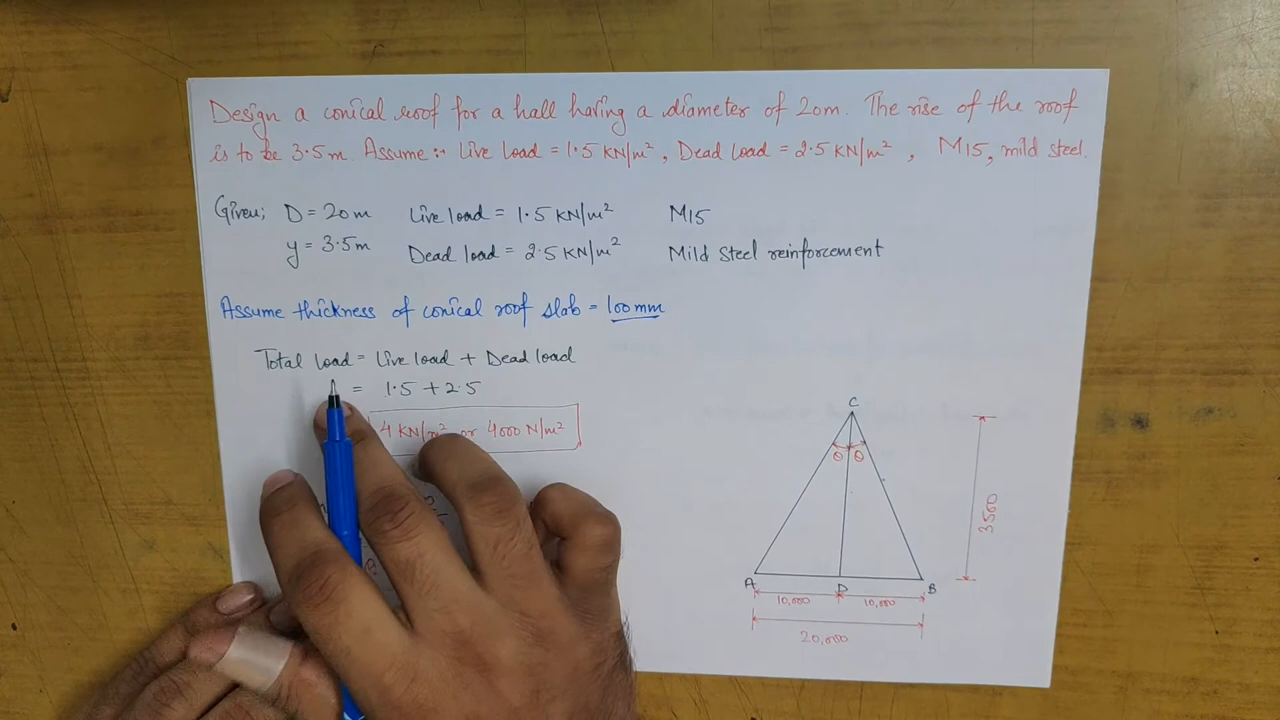 Design a conical roof for a hall having a diameter of 20m. The rise of the roof
is to be 3.5m. Assume:- Live Load = 1.5 KN/m², Dead load = 2.5 KN/m², M15, mild steel.
Given; D = 20m Live load = 1.5 KN/m² M15
y = 3.5m Dead load = 2.5 KN/m² Mild Steel reinforcement
Assume thickness of conical roof slab = 100mm
Total load = Live load + Dead load
= 1.5 + 2.5
4 KN/m² or 4000 N/m²
C
θ θ
3500
A D B
10,000 10,000
20,000